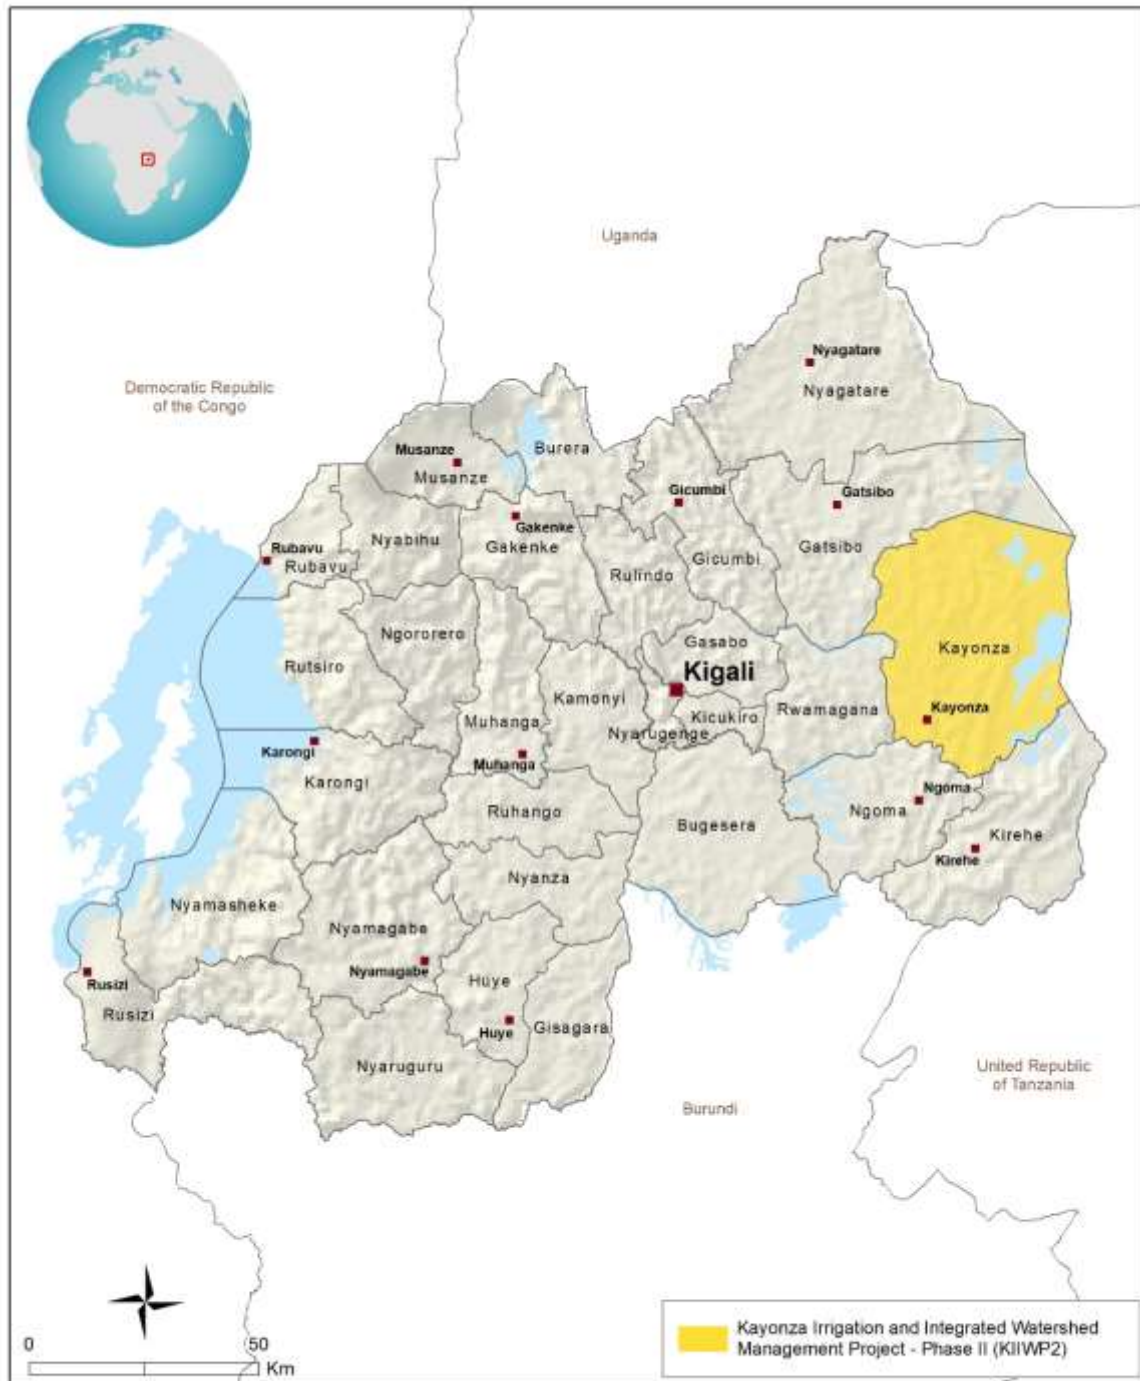 Uganda
Nyagatare
Nyagatare
Democratic Republic
of the Congo
Burera
Musanze
Musanze
Gicumbi
Gatsibo
Gakenke
Gakenke
Nyabihu
Rubavu
Rubavu
Rulindo
Gicumbi
Gatsibo
Ngororero
Gasabo
Kayonza
Rutsiro
Kigali
Kamonyi
Rwamagana
Kayonza
Muhanga
Kicukiro
Nyarugenge
Karongi
Muhanga
Karongi
Ngoma
Ruhango
Bugesera
Ngoma
Kirehe
Kirehe
Nyanza
Nyamasheke
Nyamagabe
Nyamagabe
Huye
Rusizi
Rusizi
Huye
Gisagara
Nyaruguru
United Republic
of Tanzania
Burundi
0 50
Km
Kayonza Irrigation and Integrated Watershed
Management Project - Phase II (KIIWP2)